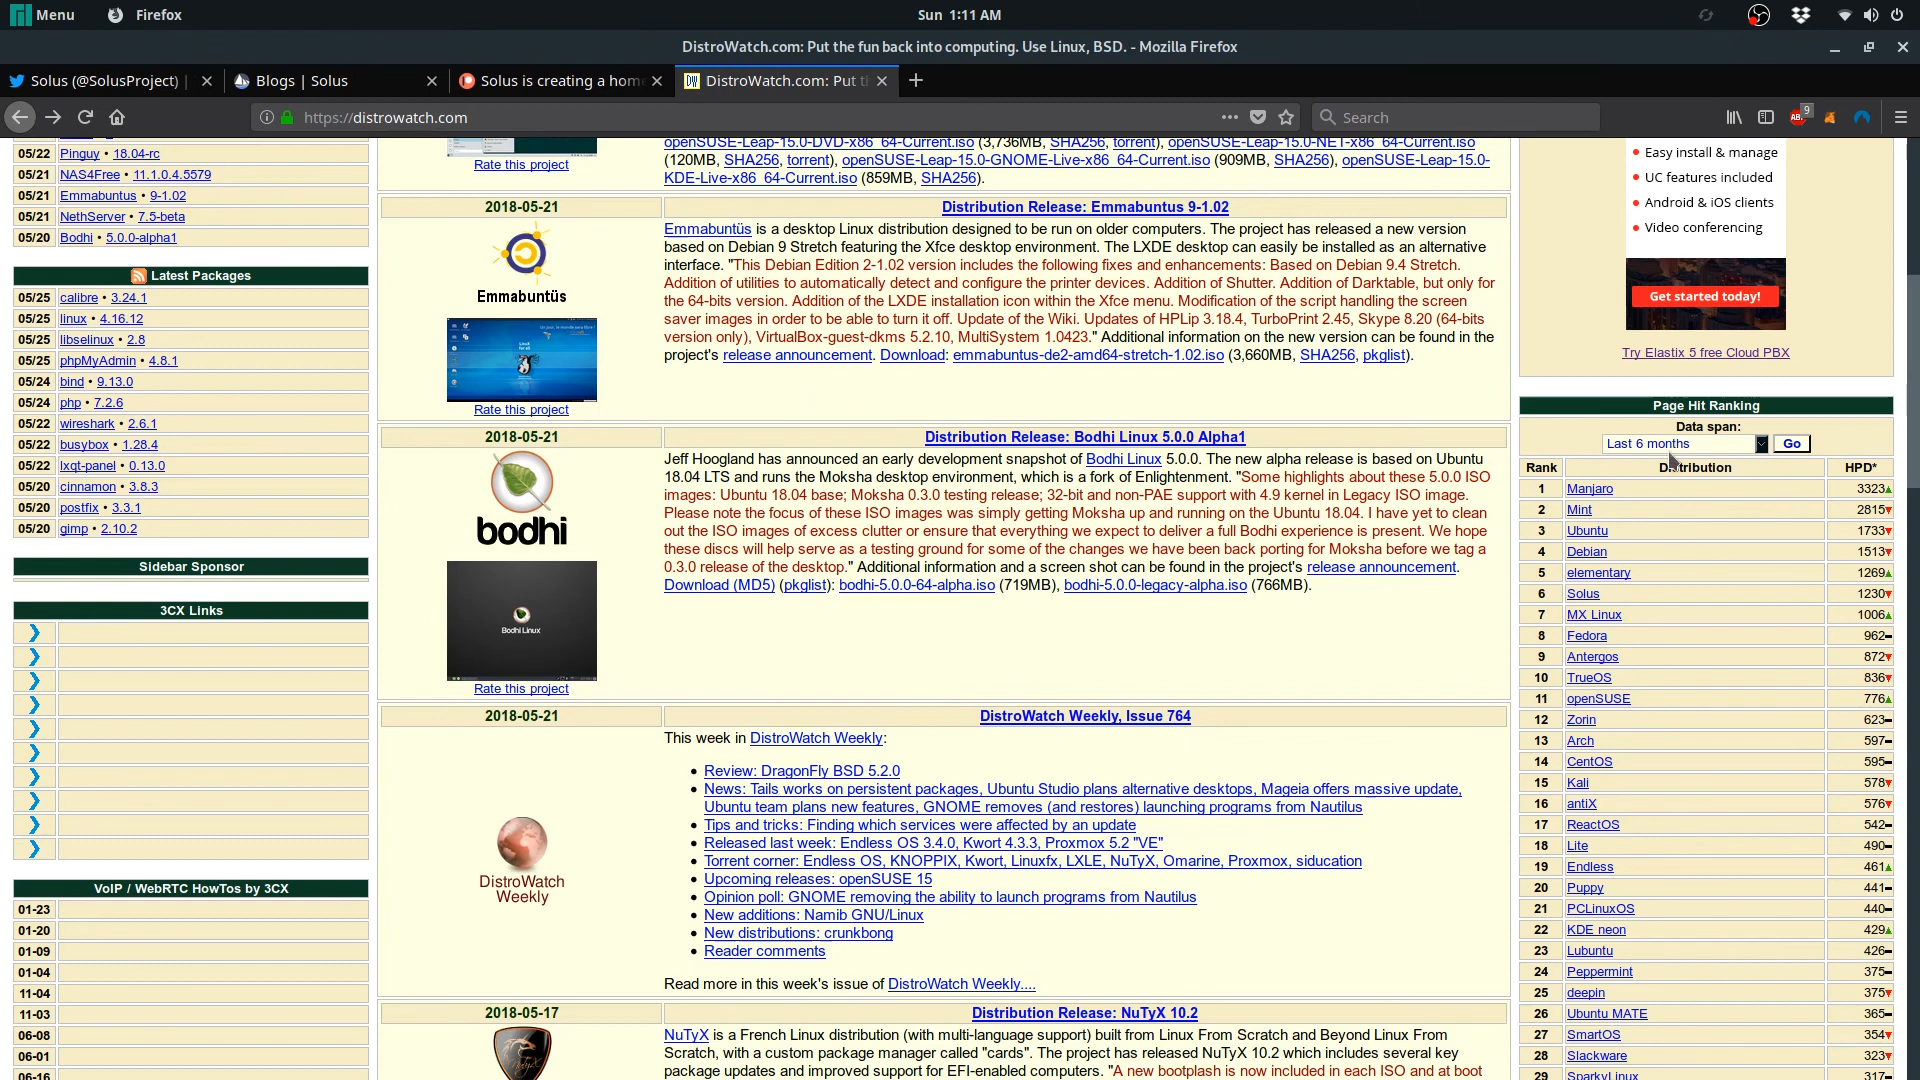 Menu Firefox Sun 1:11 AM
DistroWatch.com: Put the fun back into computing. Use Linux, BSD. - Mozilla Firefox
Solus (@SolusProject) | Blogs | Solus Solus is creating a hom DistroWatch.com: Put t
https://distrowatch.com Search 9
05/22 Pinguy • 18.04-rc
05/21 NAS4Free • 11.1.0.4.5579
05/21 Emmabuntus • 9-1.02
05/21 NethServer • 7.5-beta
05/20 Bodhi • 5.0.0-alpha1
Latest Packages
05/25 calibre • 3.24.1
05/25 linux • 4.16.12
05/25 libselinux • 2.8
05/25 phpMyAdmin • 4.8.1
05/24 bind • 9.13.0
05/24 php • 7.2.6
05/22 wireshark • 2.6.1
05/22 busybox • 1.28.4
05/22 lxqt-panel • 0.13.0
05/20 cinnamon • 3.8.3
05/20 postfix • 3.3.1
05/20 gimp • 2.10.2
Sidebar Sponsor
3CX Links
VoIP / WebRTC HowTos by 3CX
01-23
01-20
01-09
01-04
11-04
11-03
06-08
06-01
06-16
Rate this project
openSUSE-Leap-15.0-DVD-x86_64-Current.iso (3,736MB, SHA256, torrent), openSUSE-Leap-15.0-NET-x86_64-Current.iso
(120MB, SHA256, torrent), openSUSE-Leap-15.0-GNOME-Live-x86_64-Current.iso (909MB, SHA256), openSUSE-Leap-15.0-
KDE-Live-x86_64-Current.iso (859MB, SHA256).
2018-05-21 Distribution Release: Emmabuntus 9-1.02
Emmabuntüs
Rate this project
Emmabuntüs is a desktop Linux distribution designed to be run on older computers. The project has released a new version
based on Debian 9 Stretch featuring the Xfce desktop environment. The LXDE desktop can easily be installed as an alternative
interface. "This Debian Edition 2-1.02 version includes the following fixes and enhancements: Based on Debian 9.4 Stretch.
Addition of utilities to automatically detect and configure the printer devices. Addition of Shutter. Addition of Darktable, but only for
the 64-bits version. Addition of the LXDE installation icon within the Xfce menu. Modification of the script handling the screen
saver images in order to be able to turn it off. Update of the Wiki. Updates of HPLip 3.18.4, TurboPrint 2.45, Skype 8.20 (64-bits
version only), VirtualBox-guest-dkms 5.2.10, MultiSystem 1.0423." Additional information on the new version can be found in the
project's release announcement. Download: emmabuntus-de2-amd64-stretch-1.02.iso (3,660MB, SHA256, pkglist).
2018-05-21 Distribution Release: Bodhi Linux 5.0.0 Alpha1
bodhi
Bodhi Linux
Rate this project
Jeff Hoogland has announced an early development snapshot of Bodhi Linux 5.0.0. The new alpha release is based on Ubuntu
18.04 LTS and runs the Moksha desktop environment, which is a fork of Enlightenment. "Some highlights about these 5.0.0 ISO
images: Ubuntu 18.04 base; Moksha 0.3.0 testing release; 32-bit and non-PAE support with 4.9 kernel in Legacy ISO image.
Please note the focus of these ISO images was simply getting Moksha up and running on the Ubuntu 18.04. I have yet to clean
out the ISO images of excess clutter or ensure that everything we expect to deliver a full Bodhi experience is present. We hope
these discs will help serve as a testing ground for some of the changes we have been back porting for Moksha before we tag a
0.3.0 release of the desktop." Additional information and a screen shot can be found in the project's release announcement.
Download (MD5) (pkglist): bodhi-5.0.0-64-alpha.iso (719MB), bodhi-5.0.0-legacy-alpha.iso (766MB).
2018-05-21 DistroWatch Weekly, Issue 764
DistroWatch
Weekly
This week in DistroWatch Weekly:
• Review: DragonFly BSD 5.2.0
• News: Tails works on persistent packages, Ubuntu Studio plans alternative desktops, Mageia offers massive update,
Ubuntu team plans new features, GNOME removes (and restores) launching programs from Nautilus
• Tips and tricks: Finding which services were affected by an update
• Released last week: Endless OS 3.4.0, Kwort 4.3.3, Proxmox 5.2 "VE"
• Torrent corner: Endless OS, KNOPPIX, Kwort, Linuxfx, LXLE, NuTyX, Omarine, Proxmox, siducation
• Upcoming releases: openSUSE 15
• Opinion poll: GNOME removing the ability to launch programs from Nautilus
• New additions: Namib GNU/Linux
• New distributions: crunkbong
• Reader comments
Read more in this week's issue of DistroWatch Weekly....
2018-05-17 Distribution Release: NuTyX 10.2
NuTyX is a French Linux distribution (with multi-language support) built from Linux From Scratch and Beyond Linux From
Scratch, with a custom package manager called "cards". The project has released NuTyX 10.2 which includes several key
package updates and improved support for EFI-enabled computers. "A new bootplash is now included in each ISO and at boot
• Easy install & manage
• UC features included
• Android & iOS clients
• Video conferencing
Get started today!
Try Elastix 5 free Cloud PBX
Page Hit Ranking
Data span:
Last 6 months Go
Rank Distribution HPD*
1 Manjaro 3323
2 Mint 2815
3 Ubuntu 1733
4 Debian 1513
5 elementary 1269
6 Solus 1230
7 MX Linux 1006
8 Fedora 962
9 Antergos 872
10 TrueOS 836
11 openSUSE 776
12 Zorin 623
13 Arch 597
14 CentOS 595
15 Kali 578
16 antiX 576
17 ReactOS 542
18 Lite 490
19 Endless 461
20 Puppy 441
21 PCLinuxOS 440
22 KDE neon 429
23 Lubuntu 426
24 Peppermint 375
25 deepin 375
26 Ubuntu MATE 365
27 SmartOS 354
28 Slackware 323
29 SparkyLinux 317